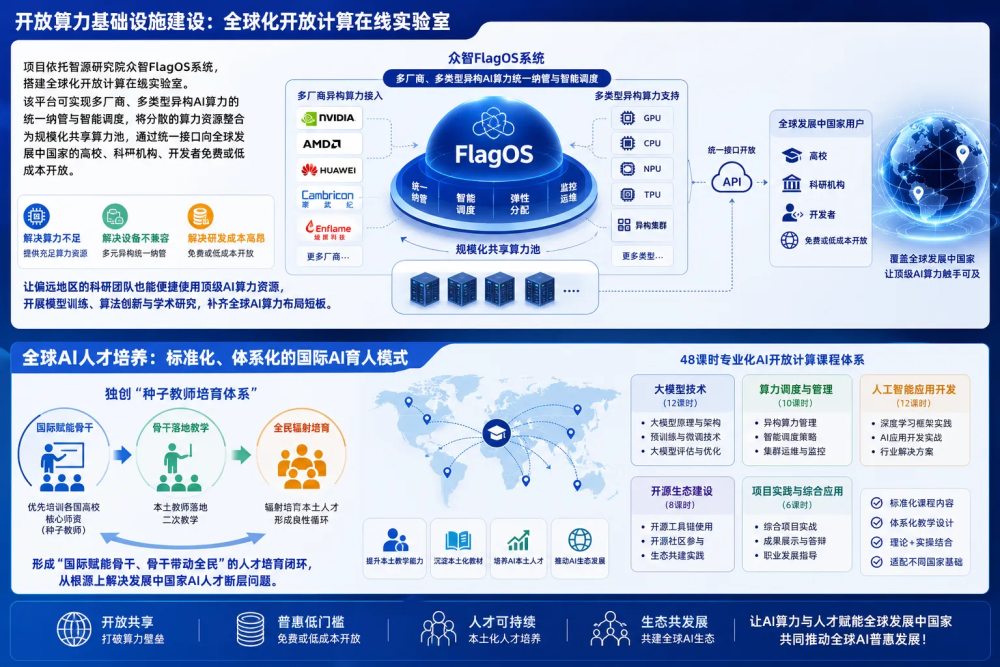 开放算力基础设施建设：全球化开放计算在线实验室
项目依托智源研究院众智FlagOS系统，
搭建全球化开放计算在线实验室。
该平台可实现多厂商、多类型异构AI算力的
统一纳管与智能调度，将分散的算力资源整合
为规模化共享算力池，通过统一接口向全球发
展中国家的高校、科研机构、开发者免费或低
成本开放。
解决算力不足
提供充足算力资源
解决设备不兼容
多元异构统一纳管
解决研发成本高昂
免费或低成本开放
让偏远地区的科研团队也能便捷使用顶级AI算力资源，
开展模型训练、算法创新与学术研究，补齐全球AI算力布局短板。
众智FlagOS系统
多厂商、多类型异构AI算力统一纳管与智能调度
多厂商异构算力接入
NVIDIA
AMD
HUAWEI
Cambricon
寒武纪
Enflame
燧原科技
更多厂商...
FlagOS
统一
纳管
智能
调度
弹性
分配
监控
运维
规模化共享算力池
多类型异构算力支持
GPU
CPU
NPU
TPU
异构集群
更多类型...
统一接口开放
API
全球发展中国家用户
高校
科研机构
开发者
免费或低成本开放
覆盖全球发展中国家
让顶级AI算力触手可及
全球AI人才培养：标准化、体系化的国际AI育人模式
独创“种子教师培育体系”
国际赋能骨干
优先培训各国高校
核心师资
（种子教师）
骨干落地教学
本土教师落地
二次教学
全民辐射培育
辐射培育本土人才
形成良性循环
形成“国际赋能骨干、骨干带动全民”的人才培育闭环，
从根源上解决发展中国家AI人才断层问题。
提升本土教学能力
沉淀本土化教材
培养AI本土人才
推动AI生态发展
48课时专业化AI开放计算课程体系
大模型技术
（12课时）
• 大模型原理与架构
• 预训练与微调技术
• 大模型评估与优化
算力调度与管理
（10课时）
• 异构算力管理
• 智能调度策略
• 集群运维与监控
人工智能应用开发
（12课时）
• 深度学习框架实践
• AI应用开发实战
• 行业解决方案
开源生态建设
（8课时）
• 开源工具链使用
• 开源社区参与
• 生态共建实践
项目实践与综合应用
（6课时）
• 综合项目实战
• 成果展示与答辩
• 职业发展指导
标准化课程内容
体系化教学设计
理论+实操结合
适配不同国家基础
开放共享
打破算力壁垒
普惠低门槛
免费或低成本开放
人才可持续
本土化人才培养
生态共发展
共建全球AI生态
让AI算力与人才赋能全球发展中国家
共同推动全球AI普惠发展！